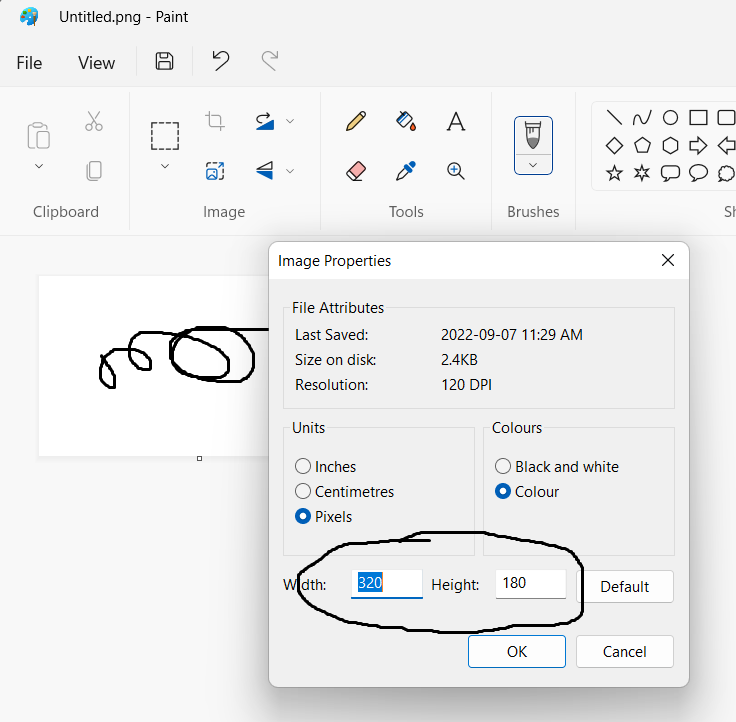 Untitled.png - Paint
File View
Clipboard Image Tools Brushes
Image Properties
File Attributes
Last Saved: 2022-09-07 11:29 AM
Size on disk: 2.4KB
Resolution: 120 DPI
Units Colours
Inches Black and white
Centimetres Colour
Pixels
Width: 320 Height: 180 Default
OK Cancel